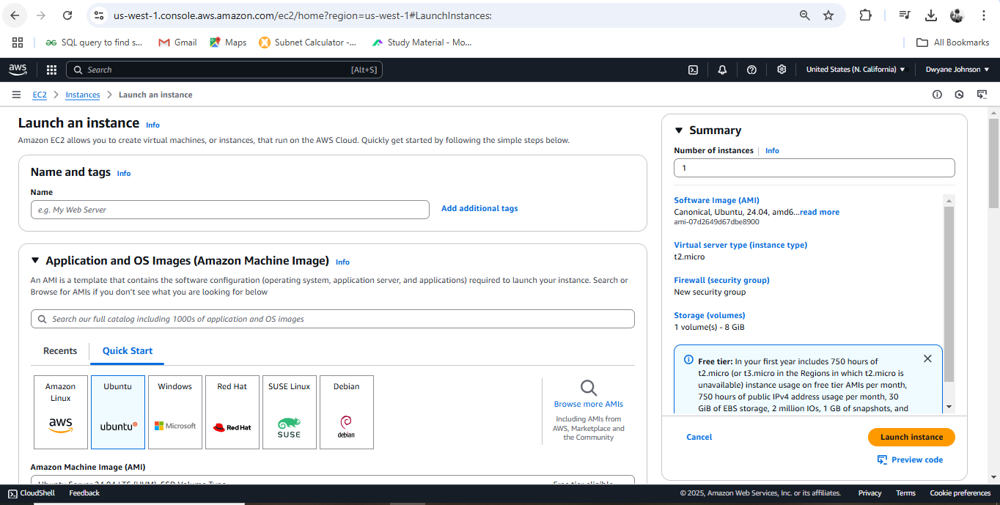 us-west-1.console.aws.amazon.com/ec2/home?region=us-west-1#LaunchInstances:
SQL query to find s...
Gmail
Maps
Subnet Calculator -...
Study Material - Mo...
All Bookmarks
aws
Search
[Alt+S]
United States (N. California)
Dwyane Johnson
EC2
Instances
Launch an instance
Launch an instance Info
Amazon EC2 allows you to create virtual machines, or instances, that run on the AWS Cloud. Quickly get started by following the simple steps below.
Name and tags Info
Name
e.g. My Web Server
Add additional tags
Application and OS Images (Amazon Machine Image) Info
An AMI is a template that contains the software configuration (operating system, application server, and applications) required to launch your instance. Search or
Browse for AMIs if you don't see what you are looking for below
Search our full catalog including 1000s of application and OS images
Recents
Quick Start
Amazon
Linux
aws
Ubuntu
ubuntu
Windows
Microsoft
Red Hat
Red Hat
SUSE Linux
SUSE
Debian
debian
Browse more AMIs
Including AMIs from
AWS, Marketplace and
the Community
Amazon Machine Image (AMI)
Ubuntu Server 24.04 LTS (HVM), SSD Volume Type
Free tier eligible
Summary
Number of instances Info
1
Software Image (AMI)
Canonical, Ubuntu, 24.04, amd6...read more
ami-07d2649d67dbe8900
Virtual server type (instance type)
t2.micro
Firewall (security group)
New security group
Storage (volumes)
1 volume(s) - 8 GiB
Free tier: In your first year includes 750 hours of
t2.micro (or t3.micro in the Regions in which t2.micro is
unavailable) instance usage on free tier AMIs per month,
750 hours of public IPv4 address usage per month, 30
GiB of EBS storage, 2 million IOs, 1 GB of snapshots, and
Cancel
Launch instance
Preview code
CloudShell
Feedback
© 2025, Amazon Web Services, Inc. or its affiliates.
Privacy
Terms
Cookie preferences